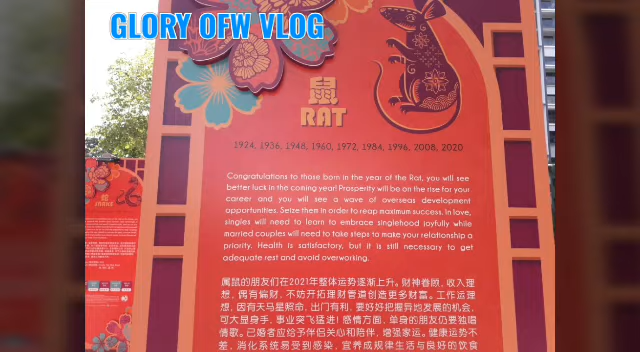 GLORY OFW VLOG
鼠
RAT
1924, 1936, 1948, 1960, 1972, 1984, 1996, 2008, 2020
Congratulations to those born in the year of the Rat, you will see
better luck in the coming year! Prosperity will be on the rise for your
career and you will see a wave of overseas development
opportunities. Seize them in order to reap maximum success. In love,
singles will need to learn to embrace singlehood joyfully while
married couples will need to take steps to make your relationship a
priority. Health is satisfactory, but it is still necessary to get
adequate rest and avoid overworking.
属鼠的朋友们在2021年整体运势逐渐上升。财神眷顾，收入理
想，偶有偏财，不妨开拓理财管道创造更多财富。工作运理
想，因有天马星照命，出门有利，要好好把握异地发展的机会，
可大显身手，事业突飞猛进！感情方面，单身的朋友仍要独唱
情歌。已婚者应给予伴侣关心和陪伴，增强家运。健康运势不
差，消化系统易受到感染，宜养成规律生活与良好的饮食